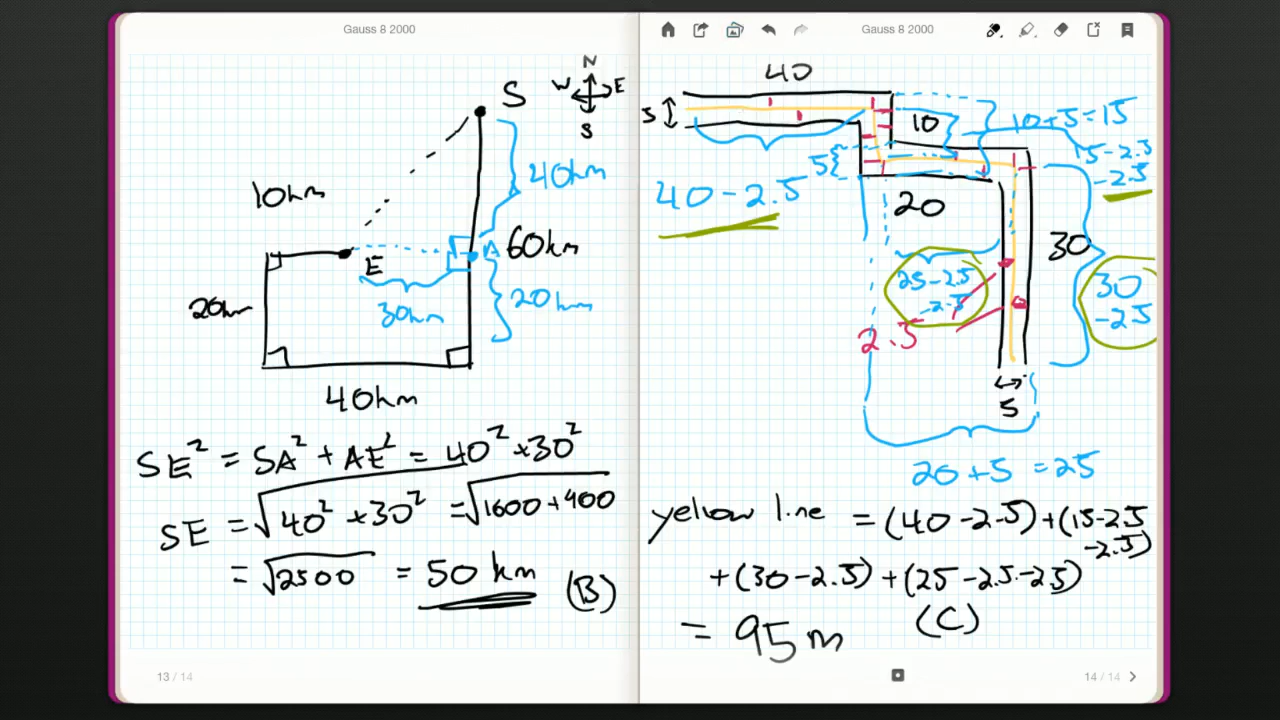 Gauss 8 2000
N
W E
S
S
10km
40km
E
A
60km
20km
30km
20km
40km
SE² = SA² + AE² = 40² + 30²
SE = √40² + 30² = √1600 + 400
= √2500 = 50 km (B)
13 / 14
Gauss 8 2000
40
5
10
10+5=15
15-2.5
-2.5
5
40-2.5
20
30
25-2.5
-2.5
30
-2.5
2.5
5
20+5=25
yellow line = (40-2.5)+(15-2.5
-2.5)
+(30-2.5)+(25-2.5-2.5)
= 95 m (C)
14 / 14